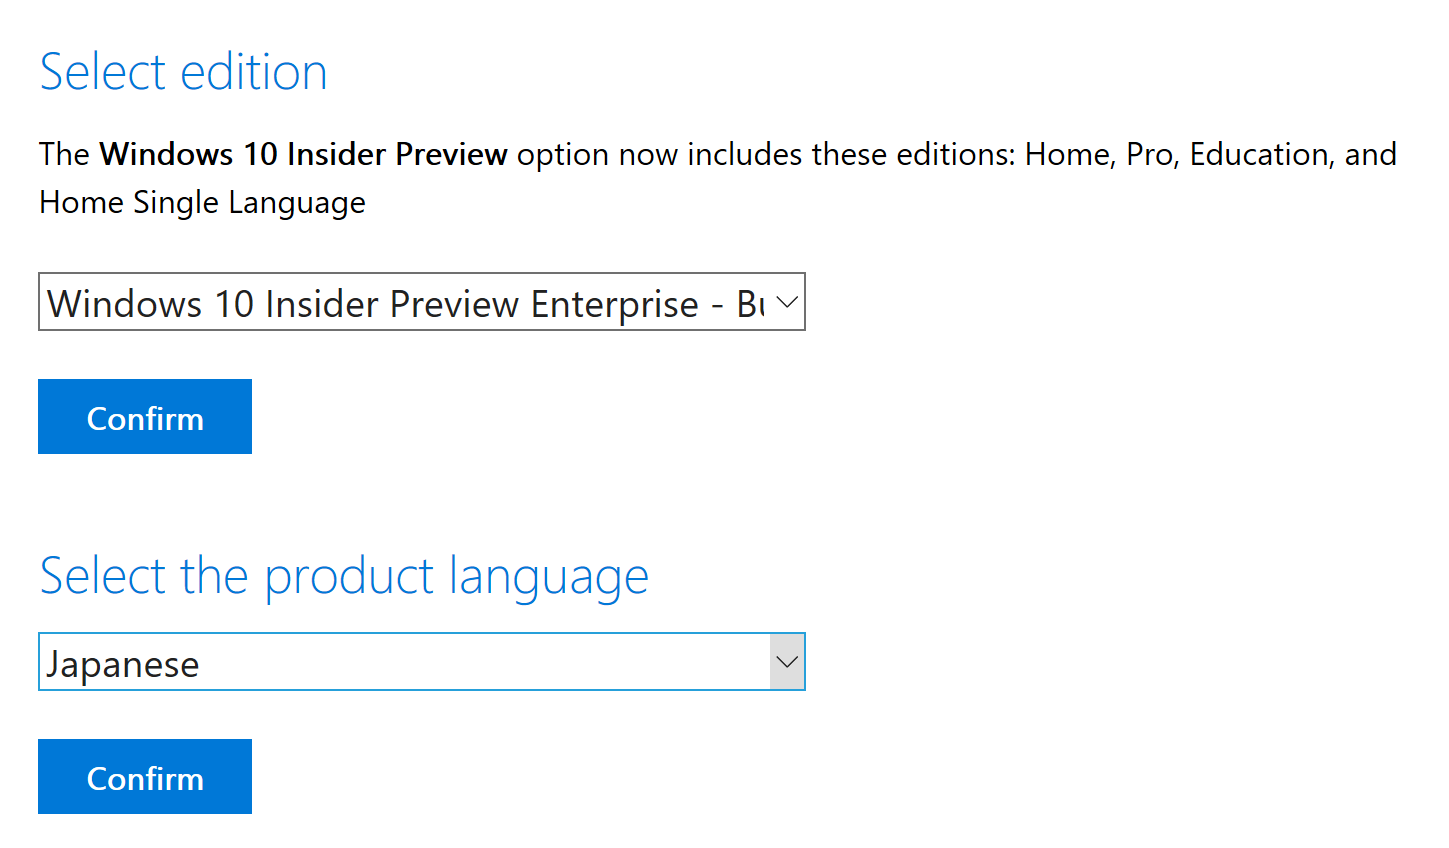 Select edition
The Windows 10 Insider Preview option now includes these editions: Home, Pro, Education, and
Home Single Language
Windows 10 Insider Preview Enterprise -
Confirm
Select the product language
Japanese
Confirm